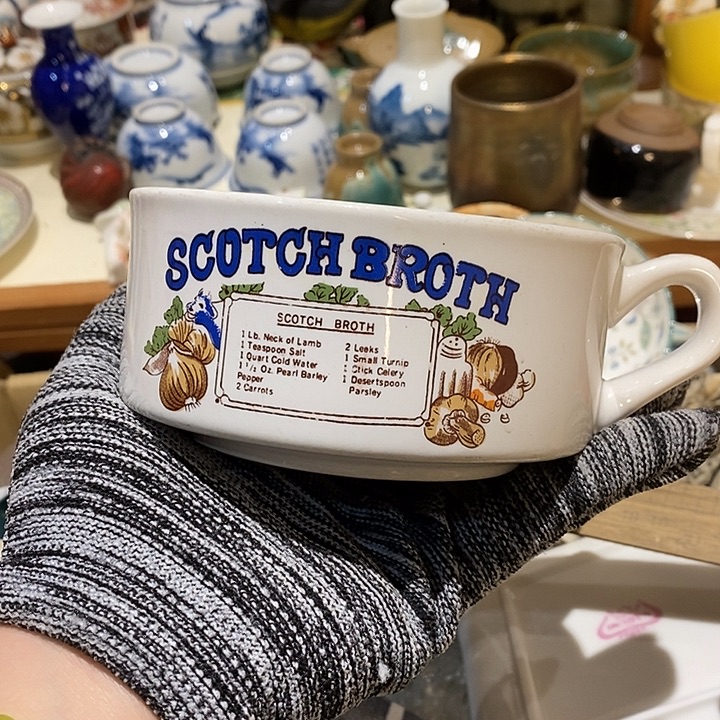 SCOTCH BROTH
SCOTCH BROTH
1 Lb. Neck of Lamb
1 Teaspoon Salt
1 Quart Cold Water
1 1/2 Oz. Pearl Barley
Pepper
2 Carrots
2 Leeks
1 Small Turnip
1 Stick Celery
1 Desertspoon
Parsley